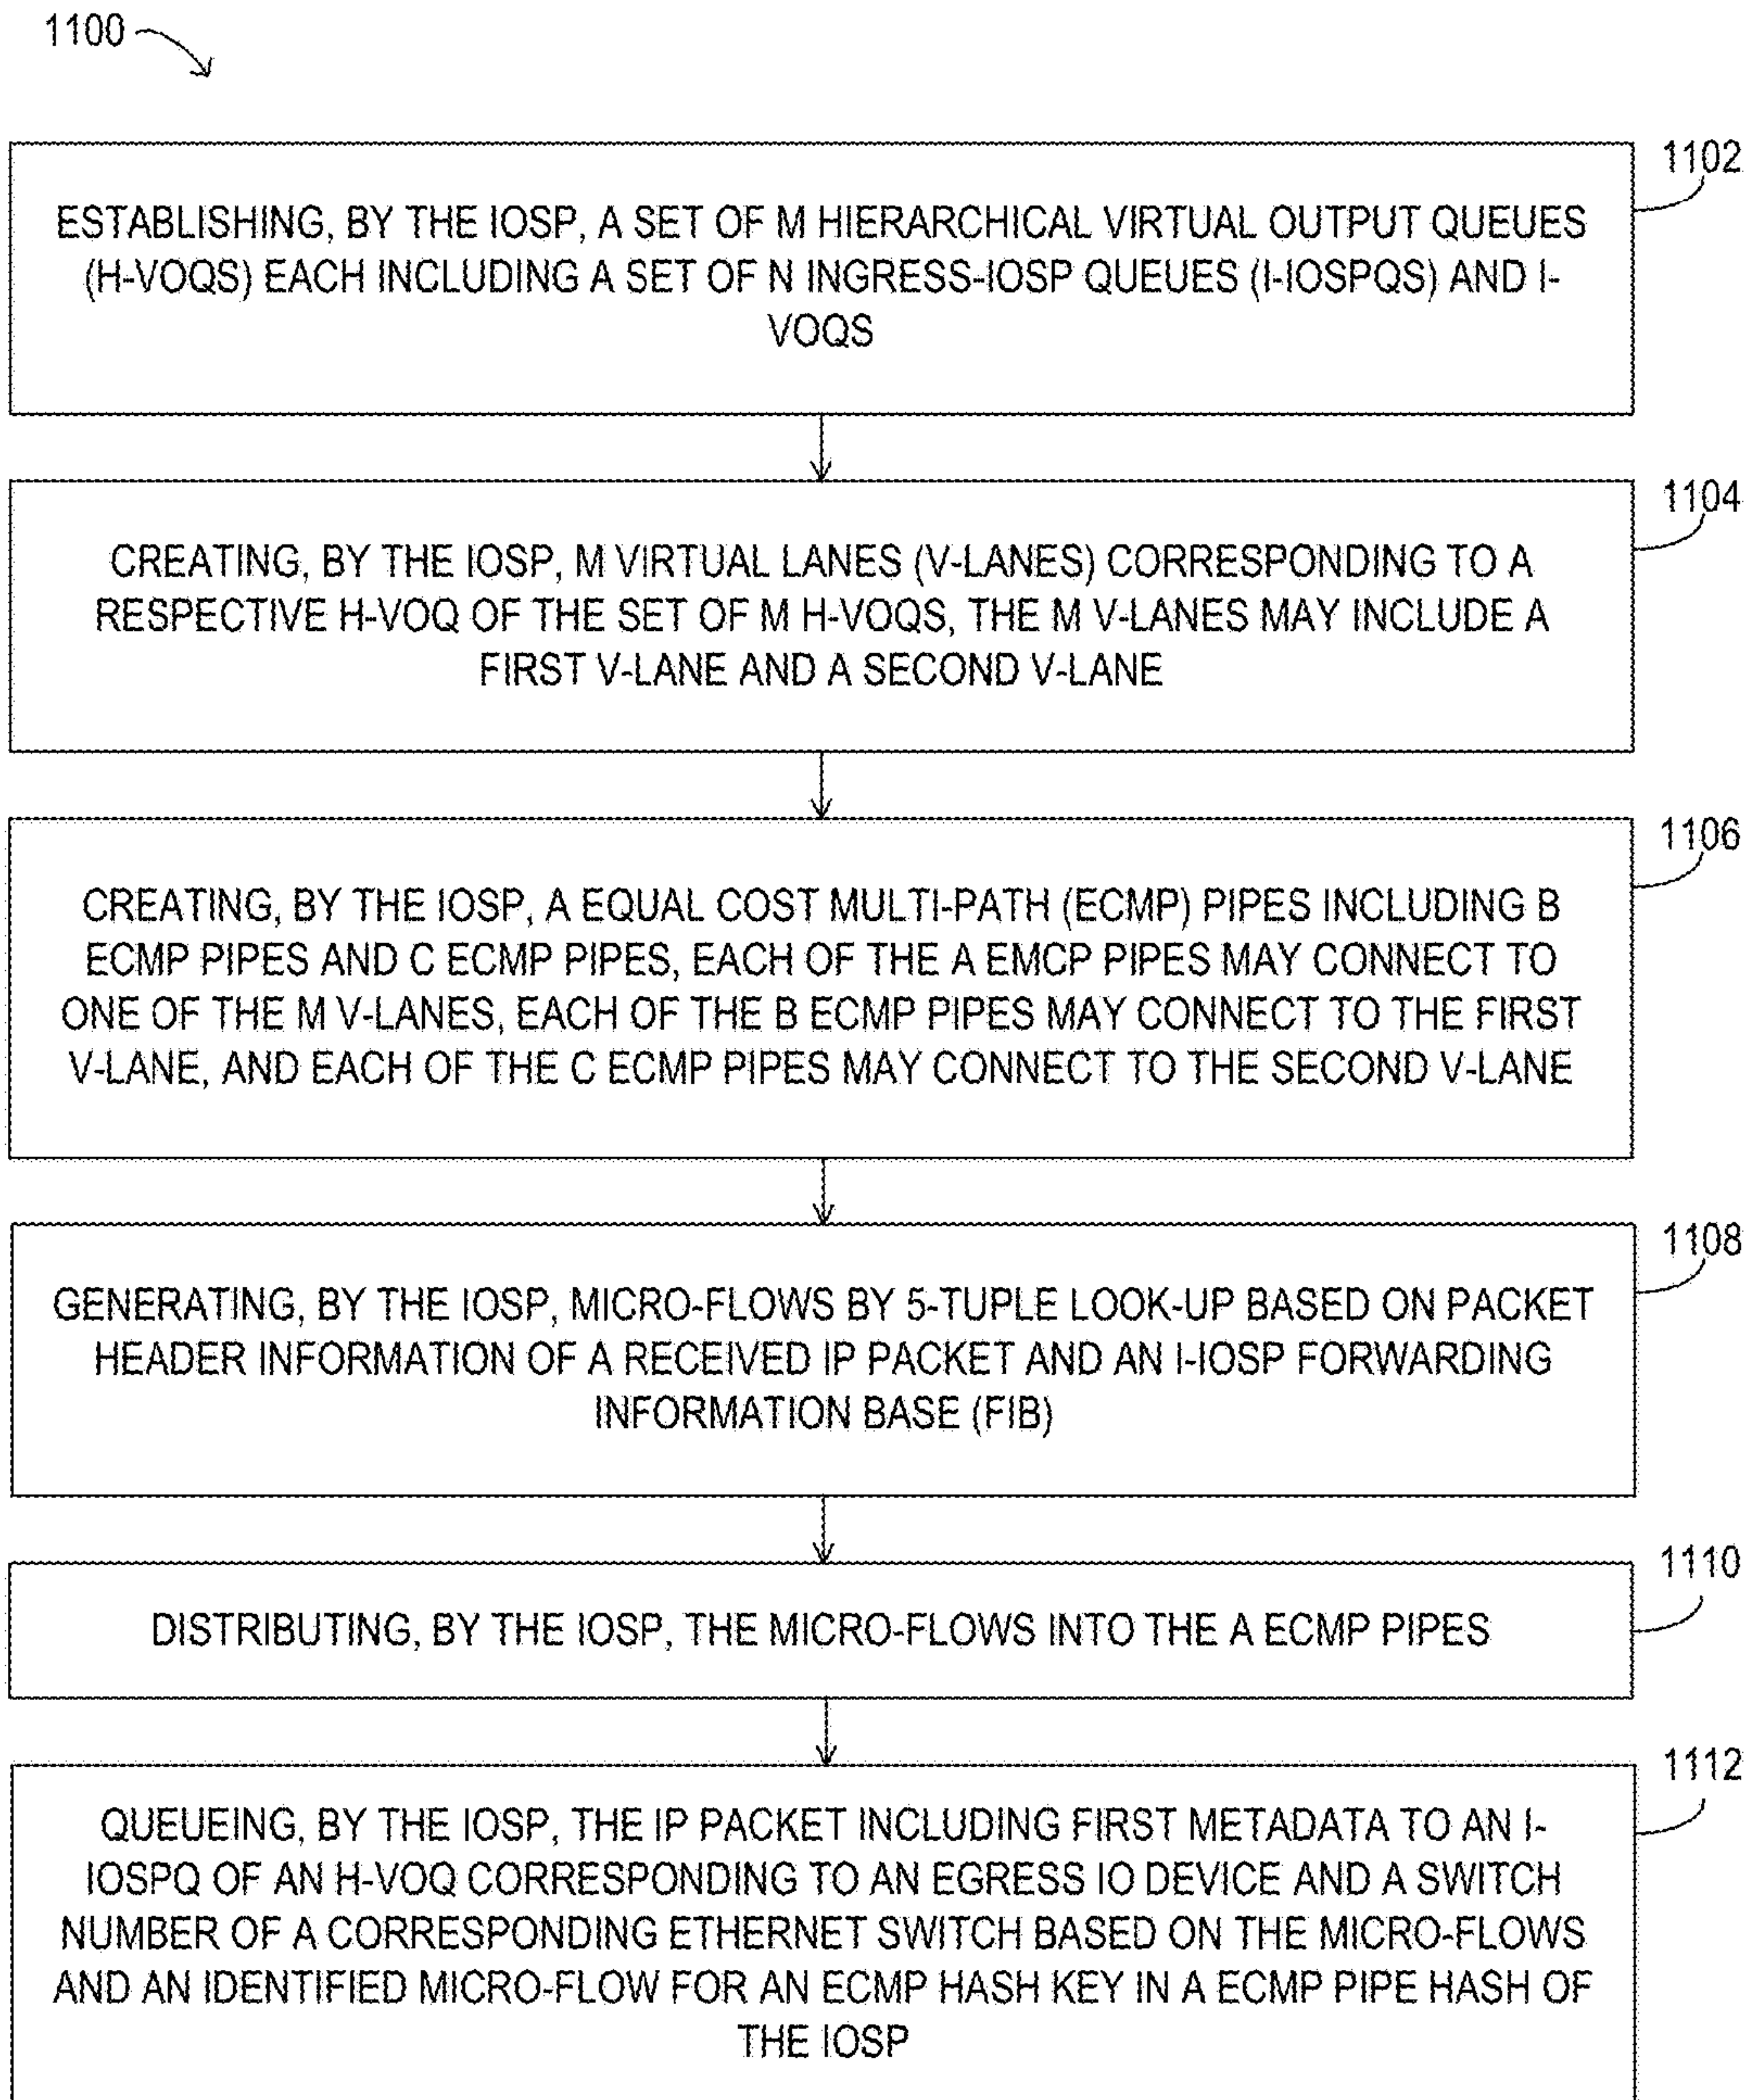 1100
1102
ESTABLISHING, BY THE IOSP, A SET OF M HIERARCHICAL VIRTUAL OUTPUT QUEUES
(H-VOQS) EACH INCLUDING A SET OF N INGRESS-IOSP QUEUES (I-IOSPQS) AND I-
VOQS
1104
CREATING, BY THE IOSP, M VIRTUAL LANES (V-LANES) CORRESPONDING TO A
RESPECTIVE H-VOQ OF THE SET OF M H-VOQS, THE M V-LANES MAY INCLUDE A
FIRST V-LANE AND A SECOND V-LANE
1106
CREATING, BY THE IOSP, A EQUAL COST MULTI-PATH (ECMP) PIPES INCLUDING B
ECMP PIPES AND C ECMP PIPES, EACH OF THE A EMCP PIPES MAY CONNECT TO
ONE OF THE M V-LANES, EACH OF THE B ECMP PIPES MAY CONNECT TO THE FIRST
V-LANE, AND EACH OF THE C ECMP PIPES MAY CONNECT TO THE SECOND V-LANE
1108
GENERATING, BY THE IOSP, MICRO-FLOWS BY 5-TUPLE LOOK-UP BASED ON PACKET
HEADER INFORMATION OF A RECEIVED IP PACKET AND AN I-IOSP FORWARDING
INFORMATION BASE (FIB)
1110
DISTRIBUTING, BY THE IOSP, THE MICRO-FLOWS INTO THE A ECMP PIPES
1112
QUEUEING, BY THE IOSP, THE IP PACKET INCLUDING FIRST METADATA TO AN I-
IOSPQ OF AN H-VOQ CORRESPONDING TO AN EGRESS IO DEVICE AND A SWITCH
NUMBER OF A CORRESPONDING ETHERNET SWITCH BASED ON THE MICRO-FLOWS
AND AN IDENTIFIED MICRO-FLOW FOR AN ECMP HASH KEY IN A ECMP PIPE HASH OF
THE IOSP